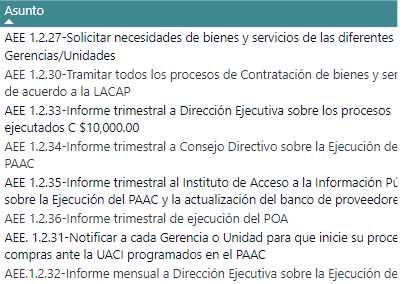 Asunto
AEE 1.2.27-Solicitar necesidades de bienes y servicios de las diferentes
Gerencias/Unidades
AEE 1.2.30-Tramitar todos los procesos de Contratación de bienes y ser
de acuerdo a la LACAP
AEE 1.2.33-Informe trimestral a Dirección Ejecutiva sobre los procesos
ejecutados C $10,000.00
AEE 1.2.34-Informe trimestral a Consejo Directivo sobre la Ejecución de
PAAC
AEE 1.2.35-Informe trimestral al Instituto de Acceso a la Información Pú
sobre la Ejecución del PAAC y la actualización del banco de proveedore
AEE 1.2.36-Informe trimestral de ejecución del POA
AEE. 1.2.31-Notificar a cada Gerencia o Unidad para que inicie su proce
compras ante la UACI programados en el PAAC
AEE.1.2.32-Informe mensual a Dirección Ejecutiva sobre la Ejecución de